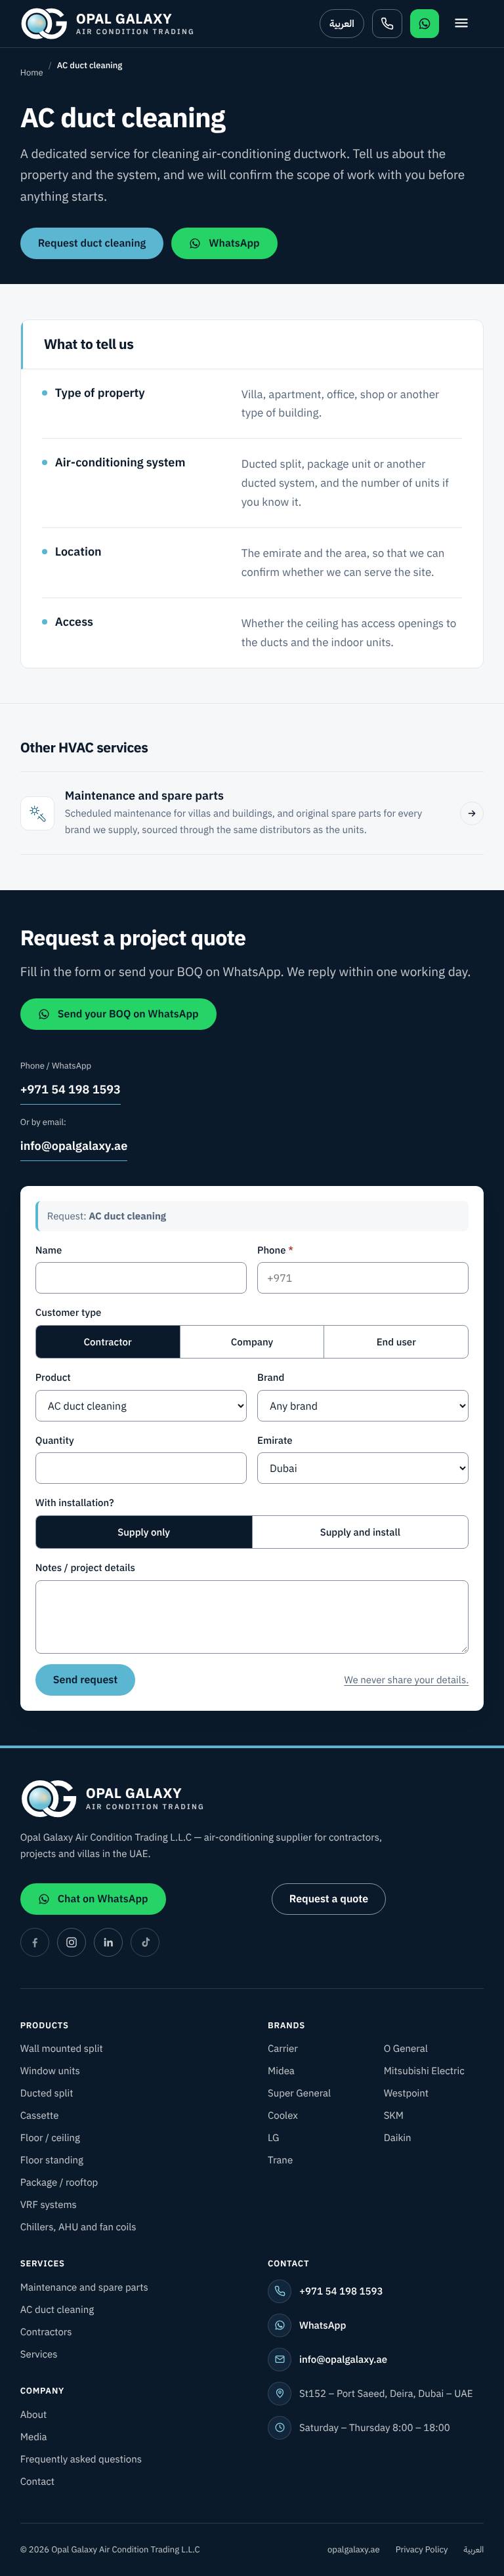 OPAL GALAXY
AIR CONDITION TRADING
العربية
Home / AC duct cleaning
AC duct cleaning
A dedicated service for cleaning air-conditioning ductwork. Tell us about the
property and the system, and we will confirm the scope of work with you before
anything starts.
Request duct cleaning
WhatsApp
What to tell us
Type of property
Villa, apartment, office, shop or another
type of building.
Air-conditioning system
Ducted split, package unit or another
ducted system, and the number of units if
you know it.
Location
The emirate and the area, so that we can
confirm whether we can serve the site.
Access
Whether the ceiling has access openings to
the ducts and the indoor units.
Other HVAC services
Maintenance and spare parts
Scheduled maintenance for villas and buildings, and original spare parts for every
brand we supply, sourced through the same distributors as the units.
Request a project quote
Fill in the form or send your BOQ on WhatsApp. We reply within one working day.
Send your BOQ on WhatsApp
Phone / WhatsApp
+971 54 198 1593
Or by email:
info@opalgalaxy.ae
Request: AC duct cleaning
Name
Phone *
+971
Customer type
Contractor
Company
End user
Product
Brand
AC duct cleaning
Any brand
Quantity
Emirate
Dubai
With installation?
Supply only
Supply and install
Notes / project details
Send request
We never share your details.
OPAL GALAXY
AIR CONDITION TRADING
Opal Galaxy Air Condition Trading L.L.C — air-conditioning supplier for contractors,
projects and villas in the UAE.
Chat on WhatsApp
Request a quote
PRODUCTS
Wall mounted split
Window units
Ducted split
Cassette
Floor / ceiling
Floor standing
Package / rooftop
VRF systems
Chillers, AHU and fan coils
BRANDS
Carrier
Midea
Super General
Coolex
LG
Trane
O General
Mitsubishi Electric
Westpoint
SKM
Daikin
SERVICES
Maintenance and spare parts
AC duct cleaning
Contractors
Services
COMPANY
About
Media
Frequently asked questions
Contact
CONTACT
+971 54 198 1593
WhatsApp
info@opalgalaxy.ae
St152 – Port Saeed, Deira, Dubai – UAE
Saturday – Thursday 8:00 – 18:00
© 2026 Opal Galaxy Air Condition Trading L.L.C
opalgalaxy.ae
Privacy Policy
العربية